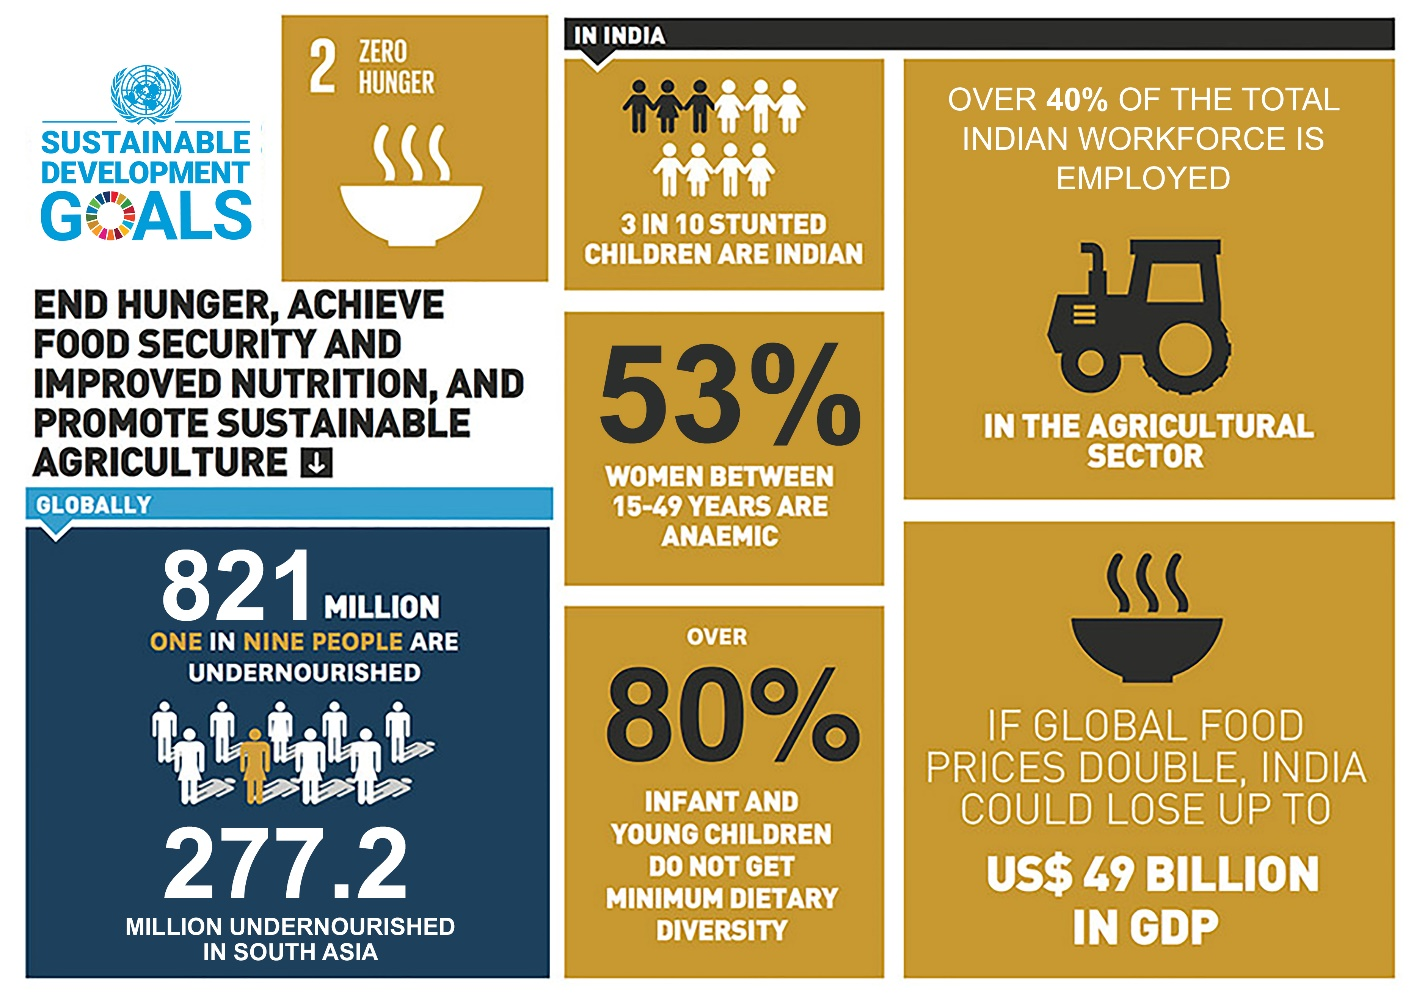 SUSTAINABLE
DEVELOPMENT
GOALS
2 ZERO
HUNGER
END HUNGER, ACHIEVE
FOOD SECURITY AND
IMPROVED NUTRITION, AND
PROMOTE SUSTAINABLE
AGRICULTURE
GLOBALLY
821 MILLION
ONE IN NINE PEOPLE ARE
UNDERNOURISHED
277.2
MILLION UNDERNOURISHED
IN SOUTH ASIA
IN INDIA
3 IN 10 STUNTED
CHILDREN ARE INDIAN
53%
WOMEN BETWEEN
15-49 YEARS ARE
ANAEMIC
OVER
80%
INFANT AND
YOUNG CHILDREN
DO NOT GET
MINIMUM DIETARY
DIVERSITY
OVER 40% OF THE TOTAL
INDIAN WORKFORCE IS
EMPLOYED
IN THE AGRICULTURAL
SECTOR
IF GLOBAL FOOD
PRICES DOUBLE, INDIA
COULD LOSE UP TO
US$ 49 BILLION
IN GDP